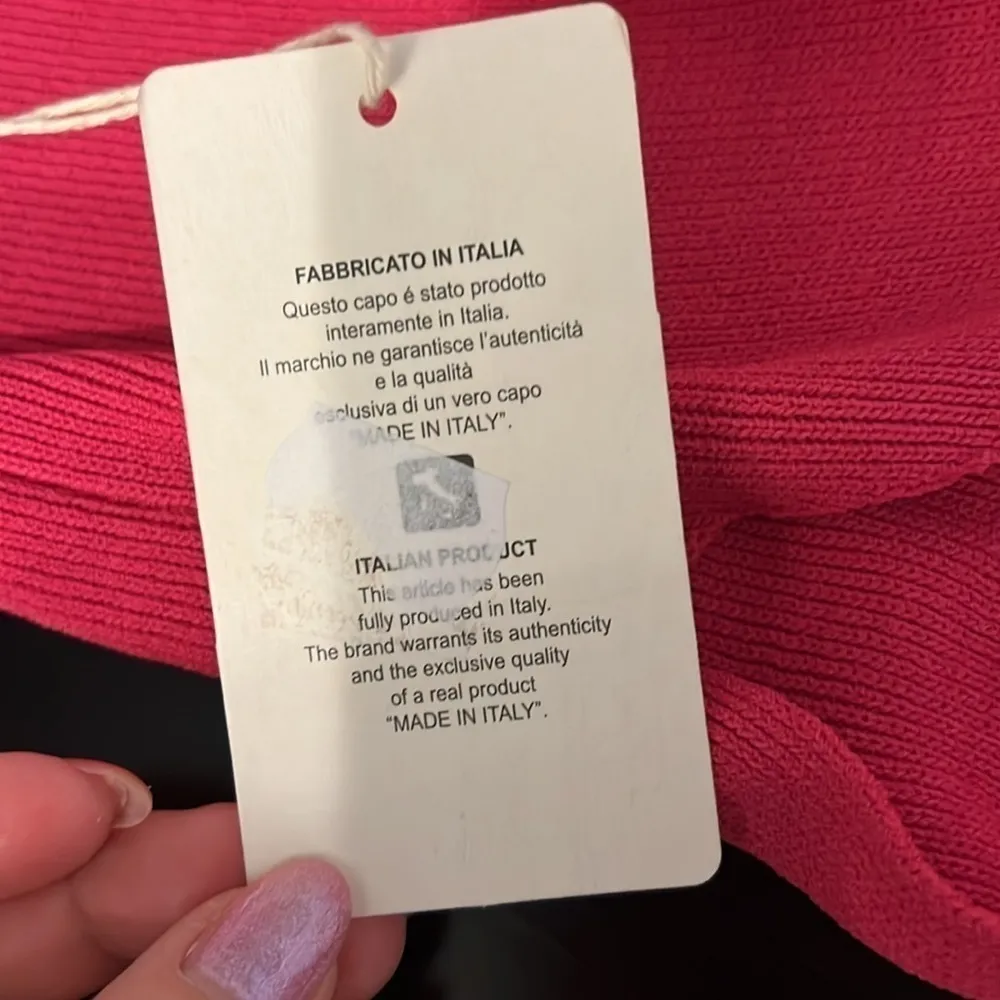 FABBRICATO IN ITALIA
Questo capo é stato prodotto
interamente in Italia.
Il marchio ne garantisce l'autenticità
e la qualità
esclusiva di un vero capo
"MADE IN ITALY".
ITALIAN PRODUCT
This article has been
fully produced in Italy.
The brand warrants its authenticity
and the exclusive quality
of a real product
"MADE IN ITALY".